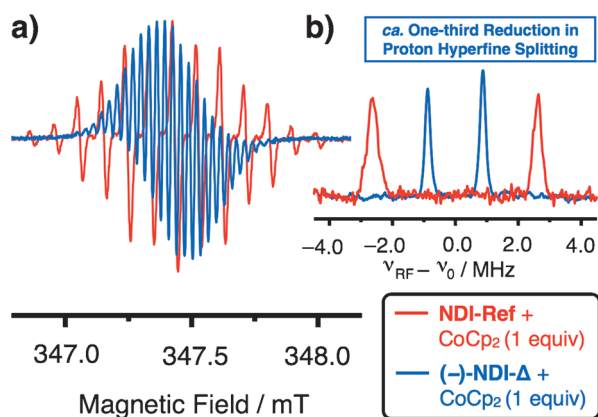 a)
b)
ca. One-third Reduction in
Proton Hyperfine Splitting
347.0 347.5 348.0
Magnetic Field / mT
–4.0 –2.0 0.0 2.0 4.0
νRF – ν0 / MHz
NDI-Ref +
CoCp2 (1 equiv)
(–)-NDI-Δ +
CoCp2 (1 equiv)